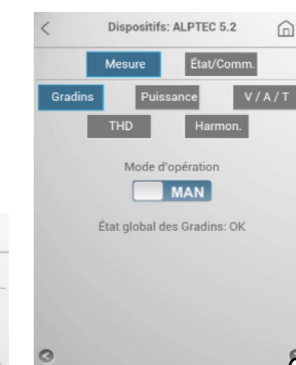 Dispositifs: ALPTEC 5.2
Mesure État/Comm.
Gradins Puissance V / A / T
THD Harmon.
Mode d'opération
MAN
État global des Gradins: OK